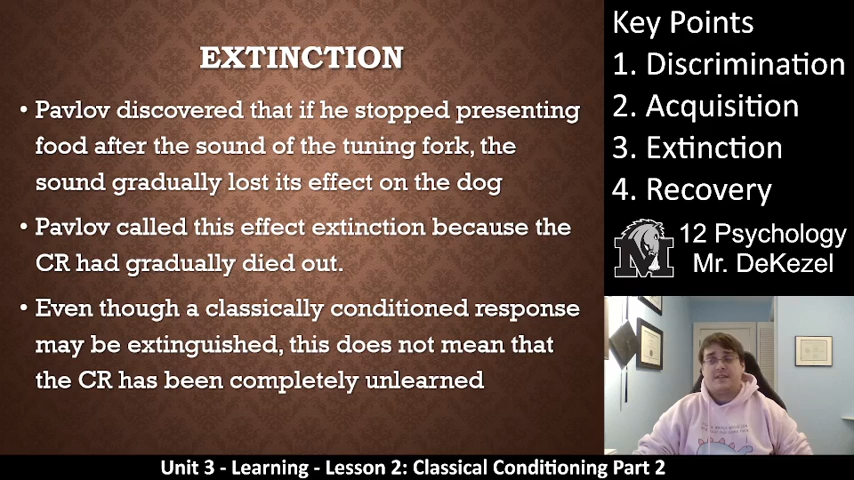 EXTINCTION
• Pavlov discovered that if he stopped presenting
food after the sound of the tuning fork, the
sound gradually lost its effect on the dog
• Pavlov called this effect extinction because the
CR had gradually died out.
• Even though a classically conditioned response
may be extinguished, this does not mean that
the CR has been completely unlearned
Key Points
1. Discrimination
2. Acquisition
3. Extinction
4. Recovery
12 Psychology
Mr. DeKezel
Unit 3 - Learning - Lesson 2: Classical Conditioning Part 2